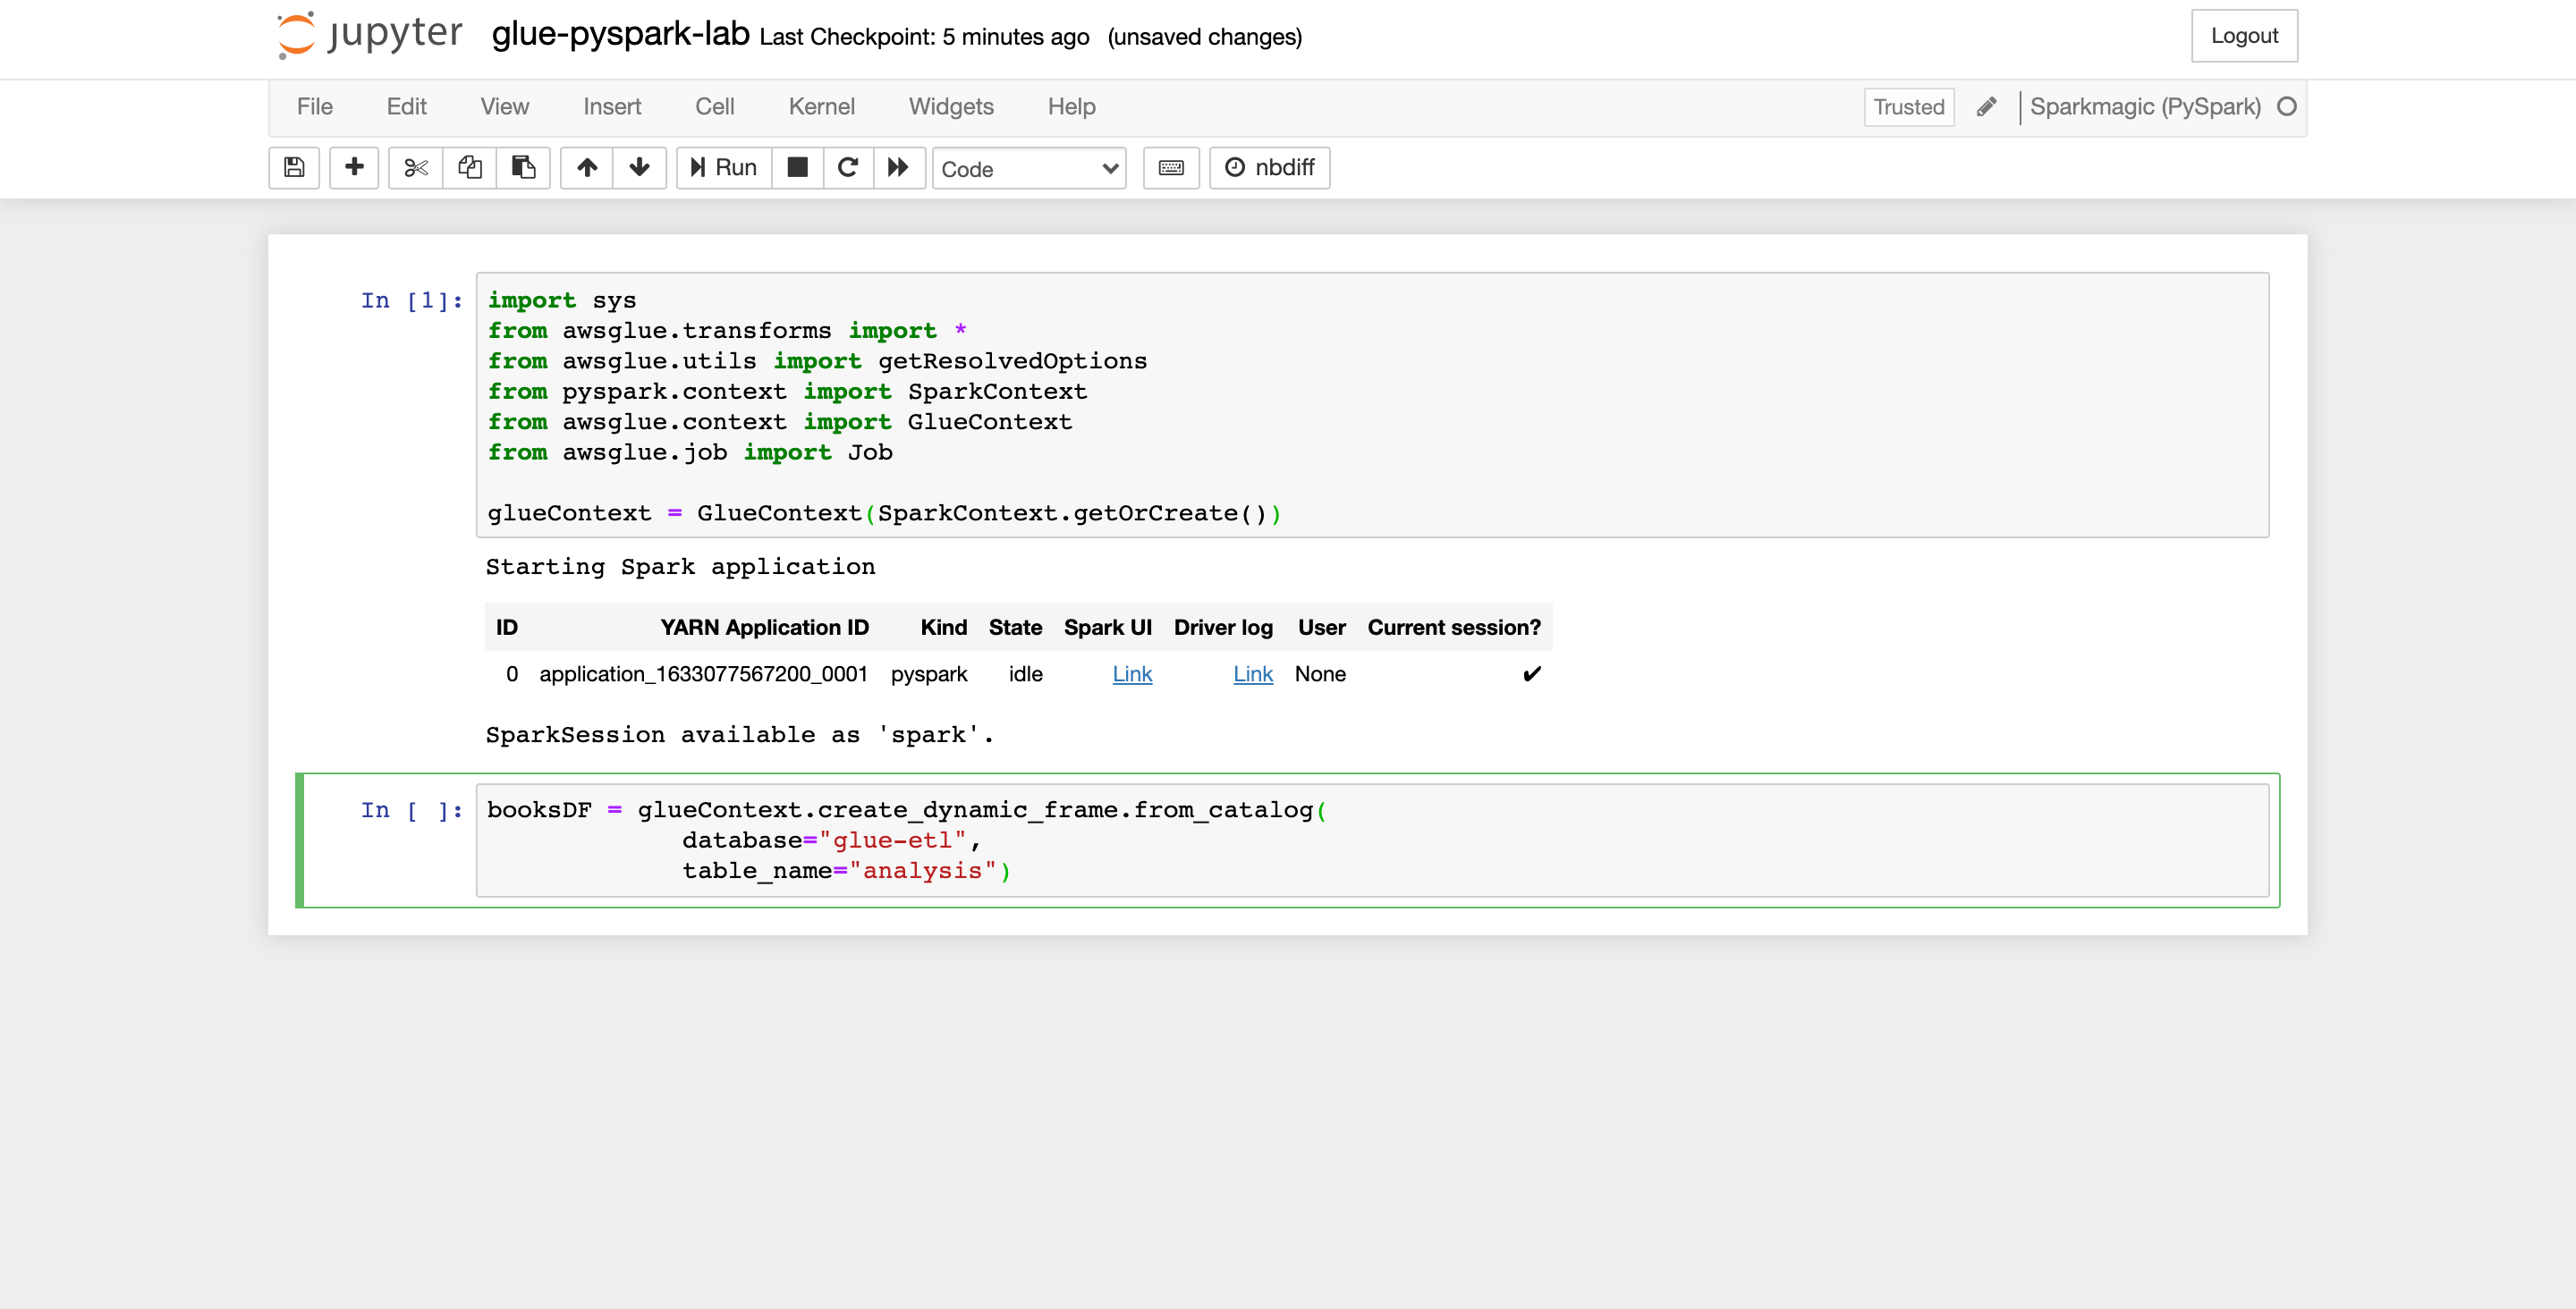 jupyter glue-pyspark-lab Last Checkpoint: 5 minutes ago (unsaved changes) Logout
File Edit View Insert Cell Kernel Widgets Help Trusted Sparkmagic (PySpark)
Run Code nbdiff
In [1]: import sys
from awsglue.transforms import *
from awsglue.utils import getResolvedOptions
from pyspark.context import SparkContext
from awsglue.context import GlueContext
from awsglue.job import Job
glueContext = GlueContext(SparkContext.getOrCreate())
Starting Spark application
ID YARN Application ID Kind State Spark UI Driver log User Current session?
0 application_1633077567200_0001 pyspark idle Link Link None ✔
SparkSession available as 'spark'.
In [ ]: booksDF = glueContext.create_dynamic_frame.from_catalog(
database="glue-etl",
table_name="analysis")